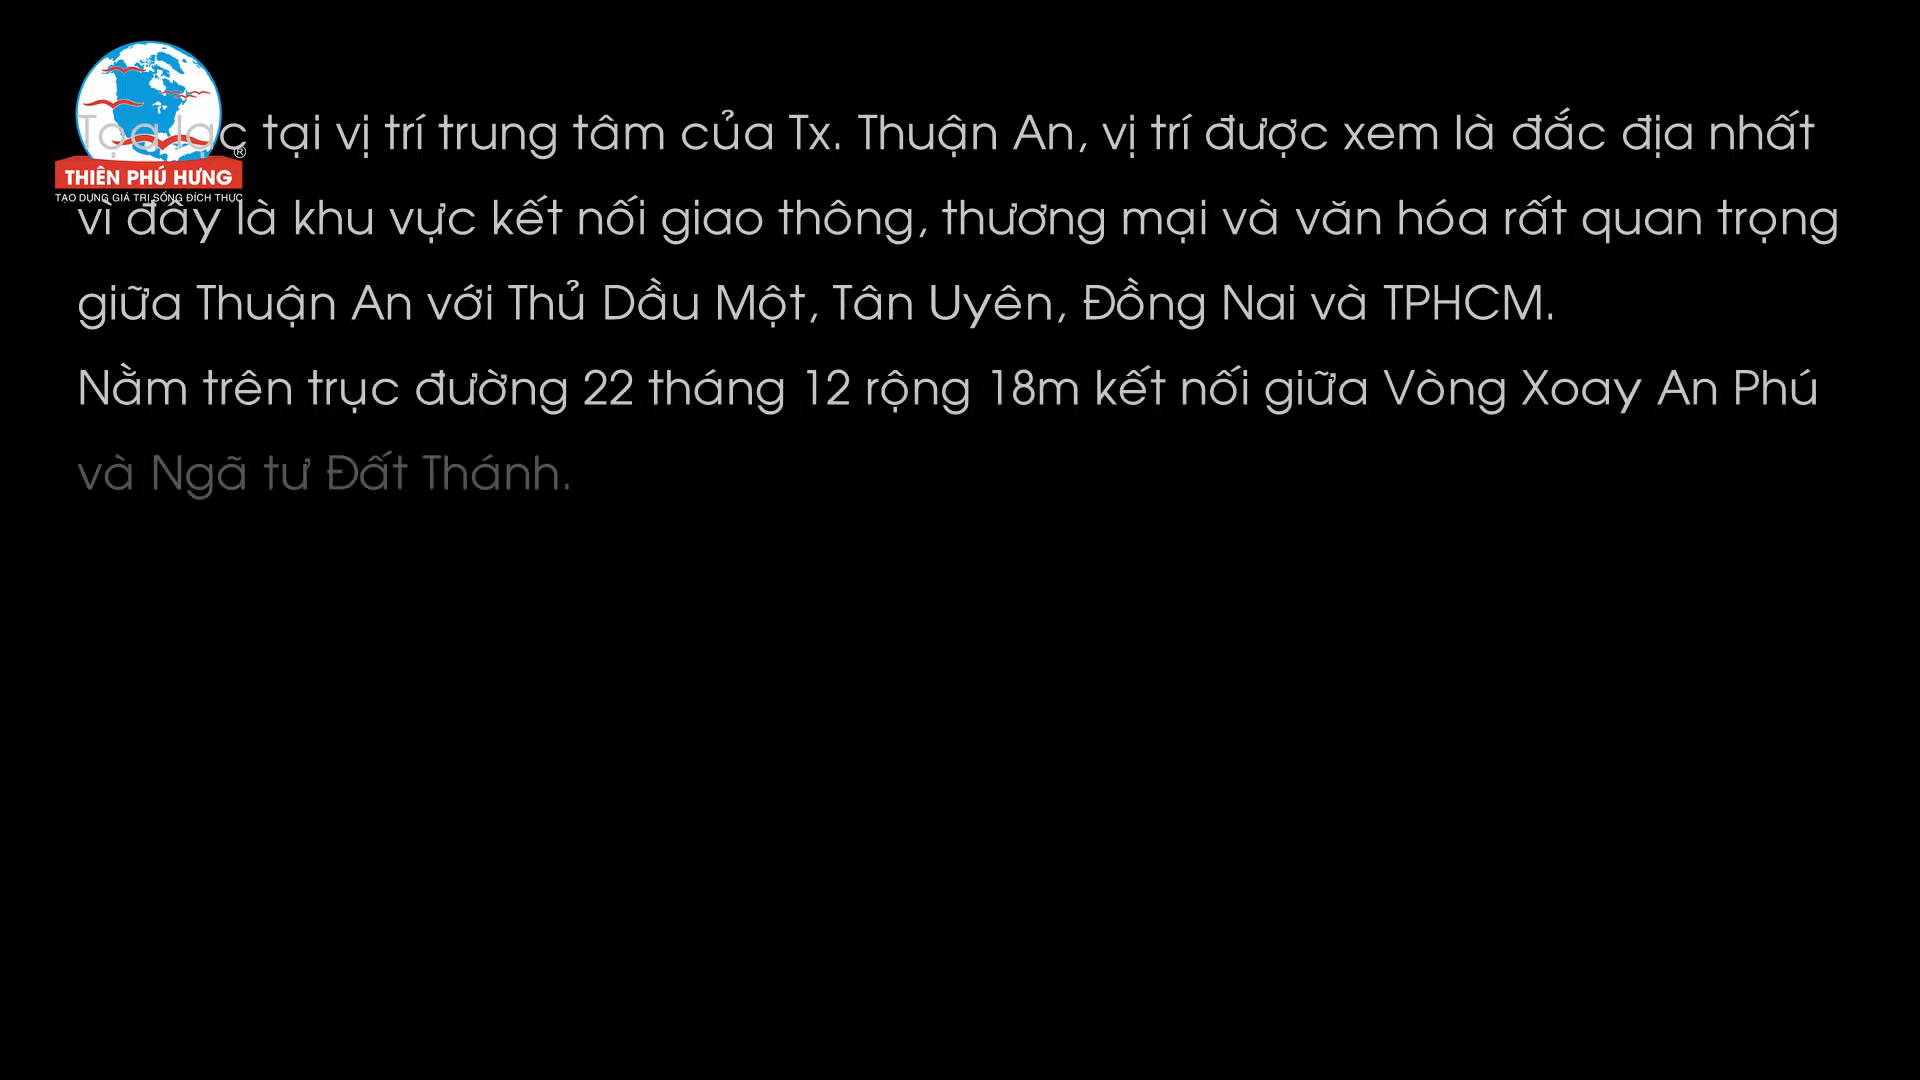 Tọa lạc tại vị trí trung tâm của Tx. Thuận An, vị trí được xem là đắc địa nhất
THIÊN PHÚ HƯNG
®
TẠO DỰNG GIÁ TRỊ SỐNG ĐÍCH THỰC
vì đây là khu vực kết nối giao thông, thương mại và văn hóa rất quan trọng
giữa Thuận An với Thủ Dầu Một, Tân Uyên, Đồng Nai và TPHCM.
Nằm trên trục đường 22 tháng 12 rộng 18m kết nối giữa Vòng Xoay An Phú
và Ngã tư Đất Thánh.